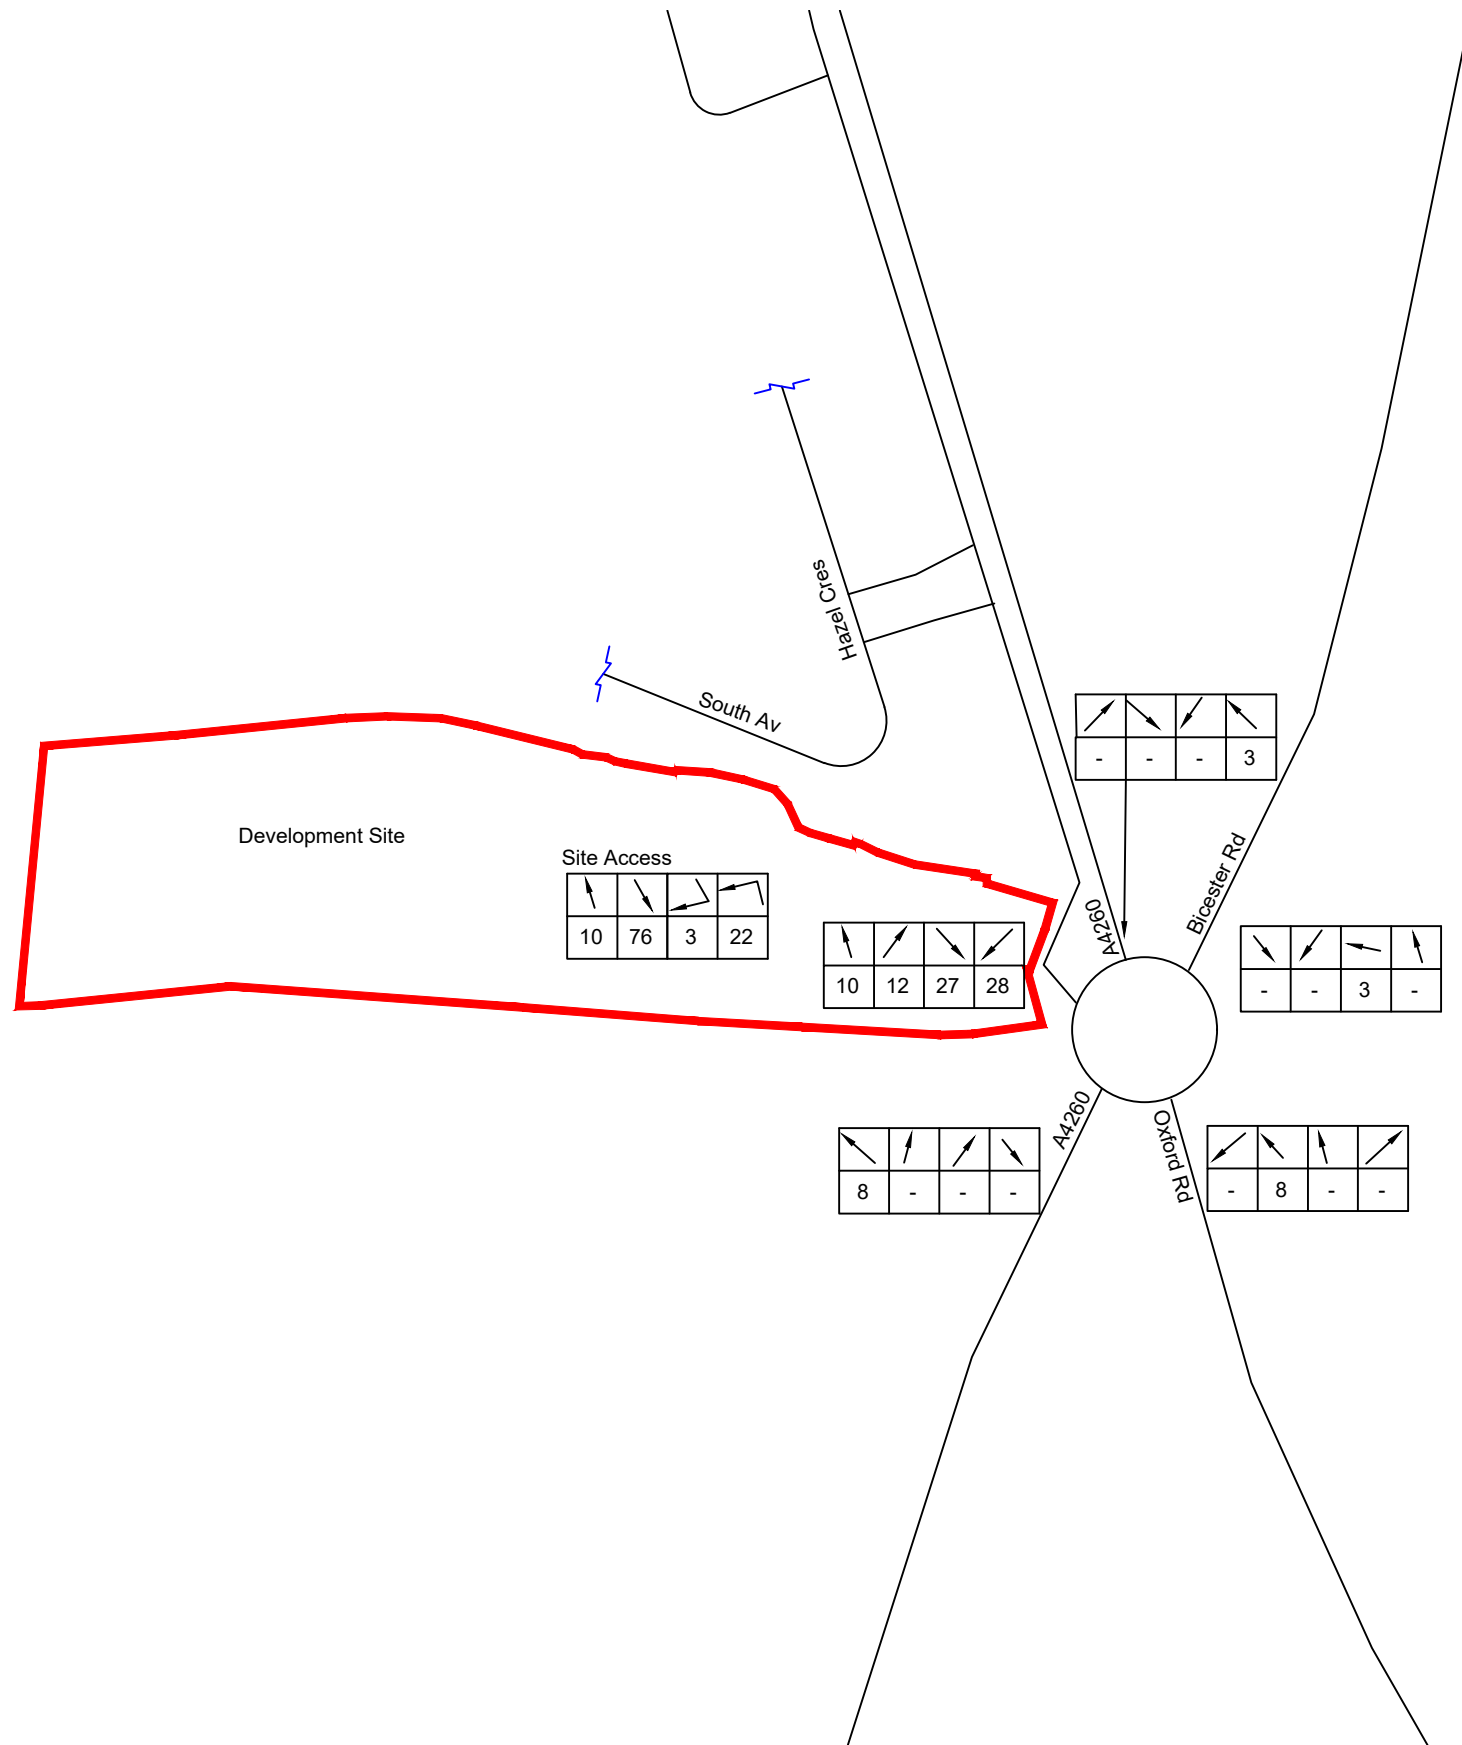 Hazel Cres
South Av
- - - 3
Development Site
Site Access
10 76 3 22
A4260
Bicester Rd
10 12 27 28
- - 3 -
A4260
Oxford Rd
8 - - -
- 8 - -